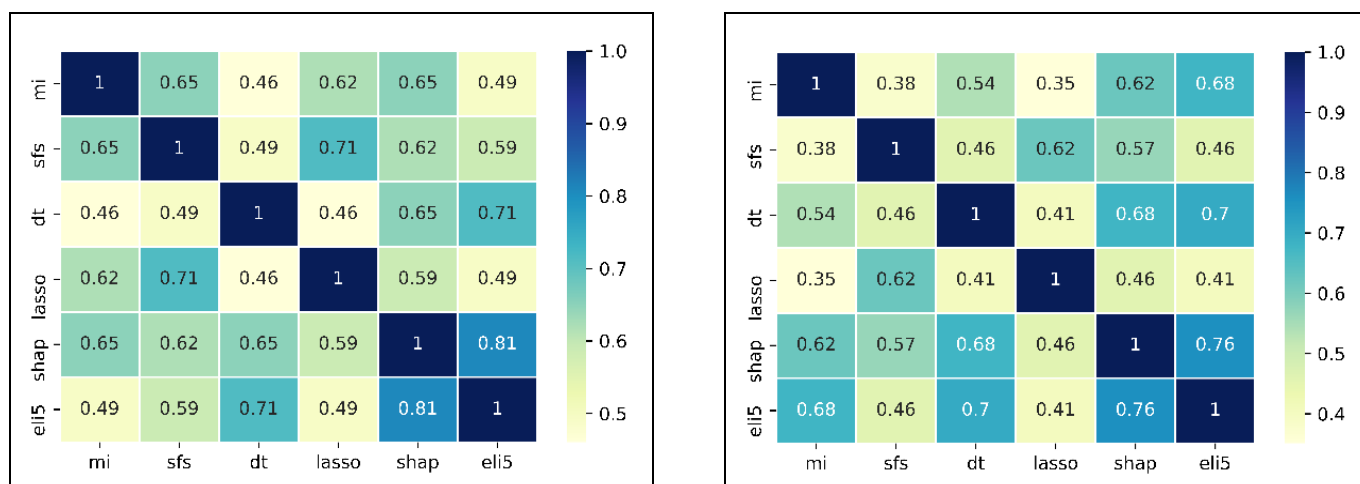 mi 1 0.65 0.46 0.62 0.65 0.49
sfs 0.65 1 0.49 0.71 0.62 0.59
dt 0.46 0.49 1 0.46 0.65 0.71
lasso 0.62 0.71 0.46 1 0.59 0.49
shap 0.65 0.62 0.65 0.59 1 0.81
eli5 0.49 0.59 0.71 0.49 0.81 1
mi sfs dt lasso shap eli5
1.0
0.9
0.8
0.7
0.6
0.5
mi 1 0.38 0.54 0.35 0.62 0.68
sfs 0.38 1 0.46 0.62 0.57 0.46
dt 0.54 0.46 1 0.41 0.68 0.7
lasso 0.35 0.62 0.41 1 0.46 0.41
shap 0.62 0.57 0.68 0.46 1 0.76
eli5 0.68 0.46 0.7 0.41 0.76 1
mi sfs dt lasso shap eli5
1.0
0.9
0.8
0.7
0.6
0.5
0.4